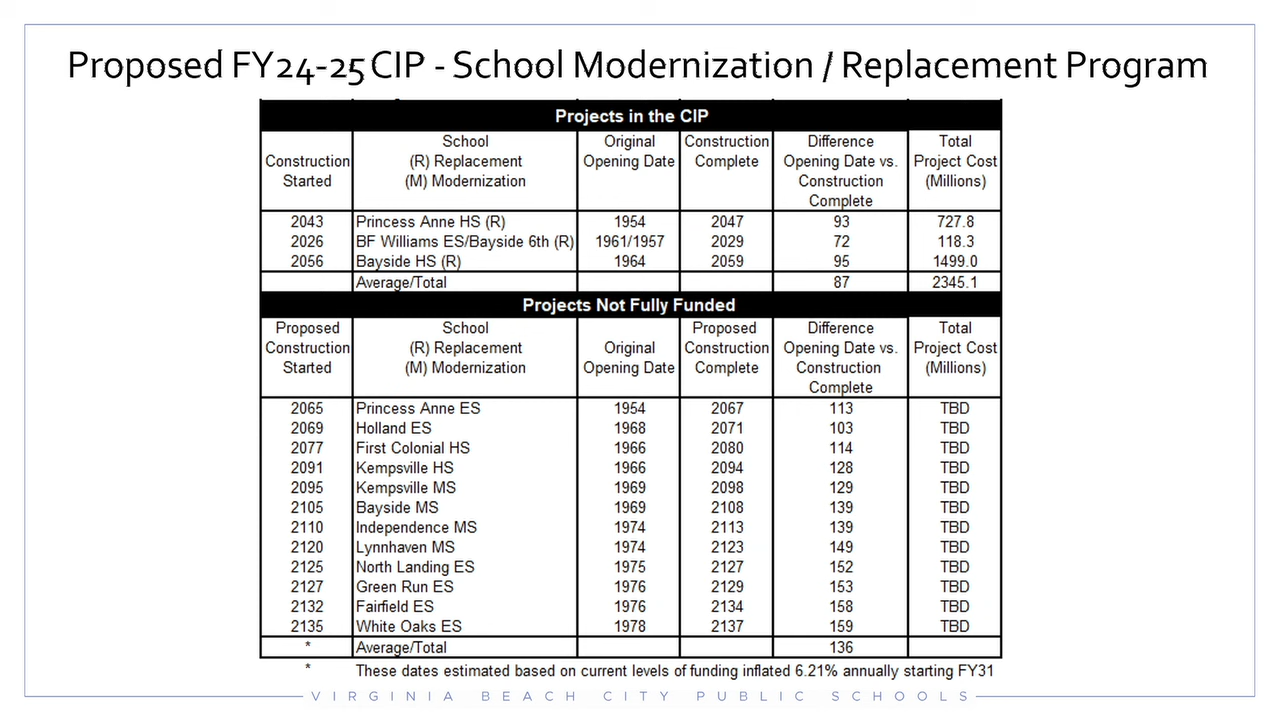 Proposed FY24-25 CIP - School Modernization / Replacement Program
Projects in the CIP
Construction Started | School (R) Replacement (M) Modernization | Original Opening Date | Construction Complete | Difference Opening Date vs. Construction Complete | Total Project Cost (Millions)
2043 | Princess Anne HS (R) | 1954 | 2047 | 93 | 727.8
2026 | BF Williams ES/Bayside 6th (R) | 1961/1957 | 2029 | 72 | 118.3
2056 | Bayside HS (R) | 1964 | 2059 | 95 | 1499.0
Average/Total | 87 | 2345.1
Projects Not Fully Funded
Proposed Construction Started | School (R) Replacement (M) Modernization | Original Opening Date | Proposed Construction Complete | Difference Opening Date vs. Construction Complete | Total Project Cost (Millions)
2065 | Princess Anne ES | 1954 | 2067 | 113 | TBD
2069 | Holland ES | 1968 | 2071 | 103 | TBD
2077 | First Colonial HS | 1966 | 2080 | 114 | TBD
2091 | Kempsville HS | 1966 | 2094 | 128 | TBD
2095 | Kempsville MS | 1969 | 2098 | 129 | TBD
2105 | Bayside MS | 1969 | 2108 | 139 | TBD
2110 | Independence MS | 1974 | 2113 | 139 | TBD
2120 | Lynnhaven MS | 1974 | 2123 | 149 | TBD
2125 | North Landing ES | 1975 | 2127 | 152 | TBD
2127 | Green Run ES | 1976 | 2129 | 153 | TBD
2132 | Fairfield ES | 1976 | 2134 | 158 | TBD
2135 | White Oaks ES | 1978 | 2137 | 159 | TBD
* | Average/Total | 136
* These dates estimated based on current levels of funding inflated 6.21% annually starting FY31
VIRGINIA BEACH CITY PUBLIC SCHOOLS